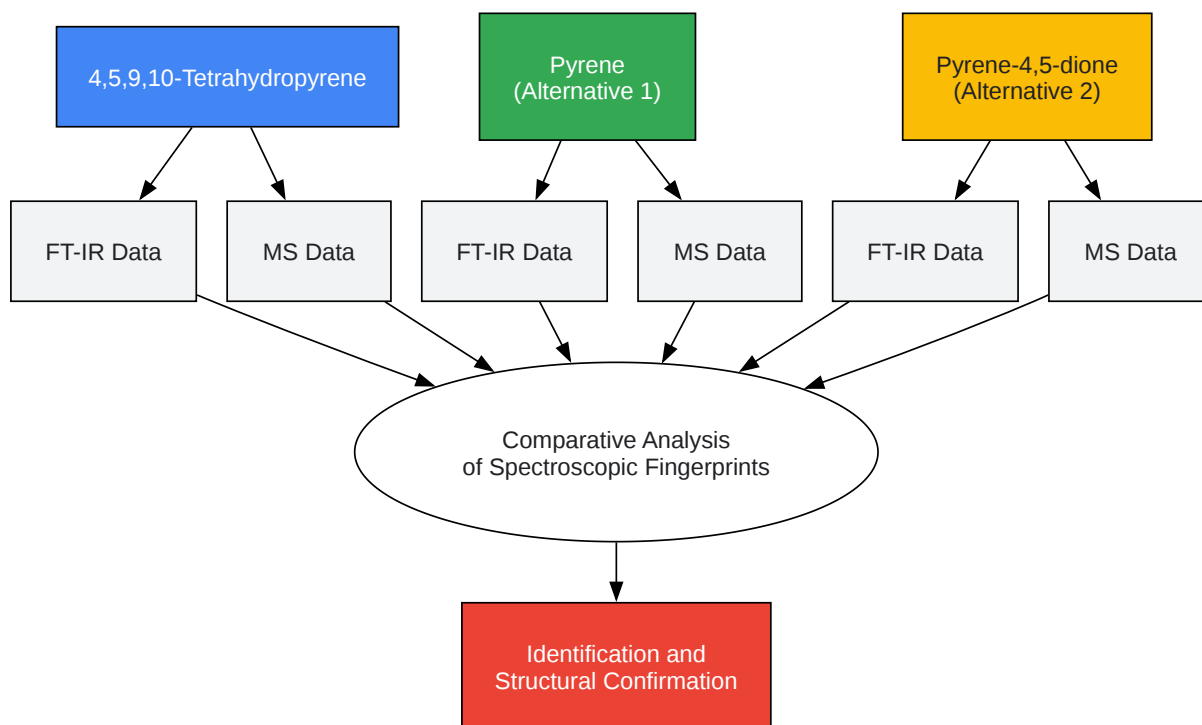 4,5,9,10-Tetrahydropyrene
Pyrene
(Alternative 1)
Pyrene-4,5-dione
(Alternative 2)
FT-IR Data
MS Data
FT-IR Data
MS Data
FT-IR Data
MS Data
Comparative Analysis
of Spectroscopic Fingerprints
Identification and
Structural Confirmation